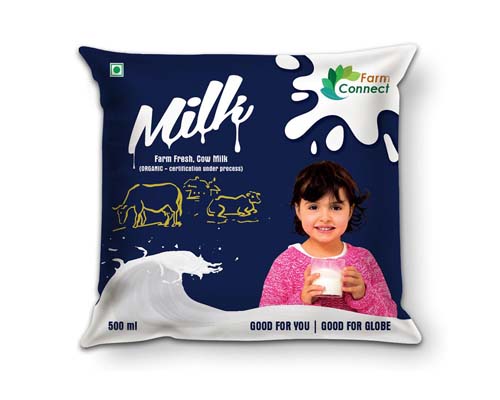 Farm
Connect
Milk
Farm Fresh, Cow Milk
(ORGANIC - certification under process)
500 ml
GOOD FOR YOU | GOOD FOR GLOBE